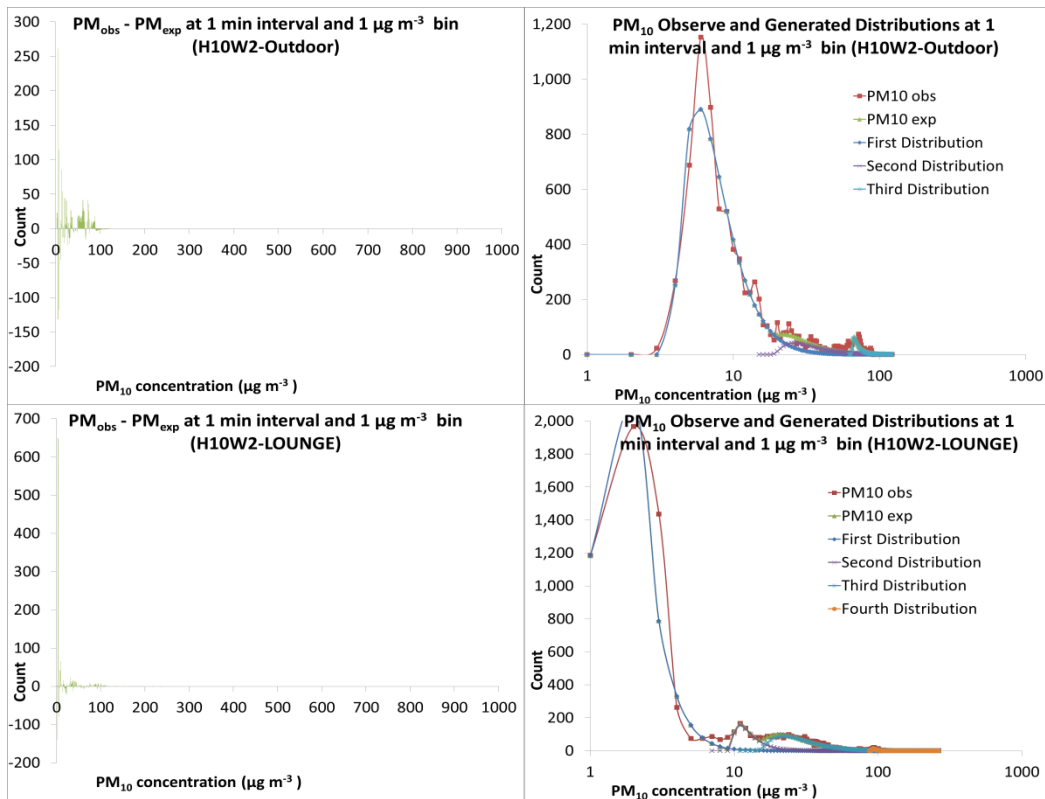 PMobs - PMexp at 1 min interval and 1 µg m-3 bin
(H10W2-Outdoor)
300
250
200
150
100
50
0
-50
-100
-150
-200
Count
0 100 200 300 400 500 600 700 800 900 1000
PM10 concentration (µg m-3 )
PM10 Observe and Generated Distributions at 1
min interval and 1 µg m-3 bin (H10W2-Outdoor)
1,200
1,000
800
600
400
200
0
Count
PM10 obs
PM10 exp
First Distribution
Second Distribution
Third Distribution
1 10 100 1000
PM10 concentration (µg m-3 )
PMobs - PMexp at 1 min interval and 1 µg m-3 bin
(H10W2-LOUNGE)
700
600
500
400
300
200
100
0
-100
-200
Count
0 100 200 300 400 500 600 700 800 900 1000
PM10 concentration (µg m-3 )
PM10 Observe and Generated Distributions at 1
min interval and 1 µg m-3 bin (H10W2-LOUNGE)
2,000
1,800
1,600
1,400
1,200
1,000
800
600
400
200
0
Count
PM10 obs
PM10 exp
First Distribution
Second Distribution
Third Distribution
Fourth Distribution
1 10 100 1000
PM10 concentration (µg m-3 )